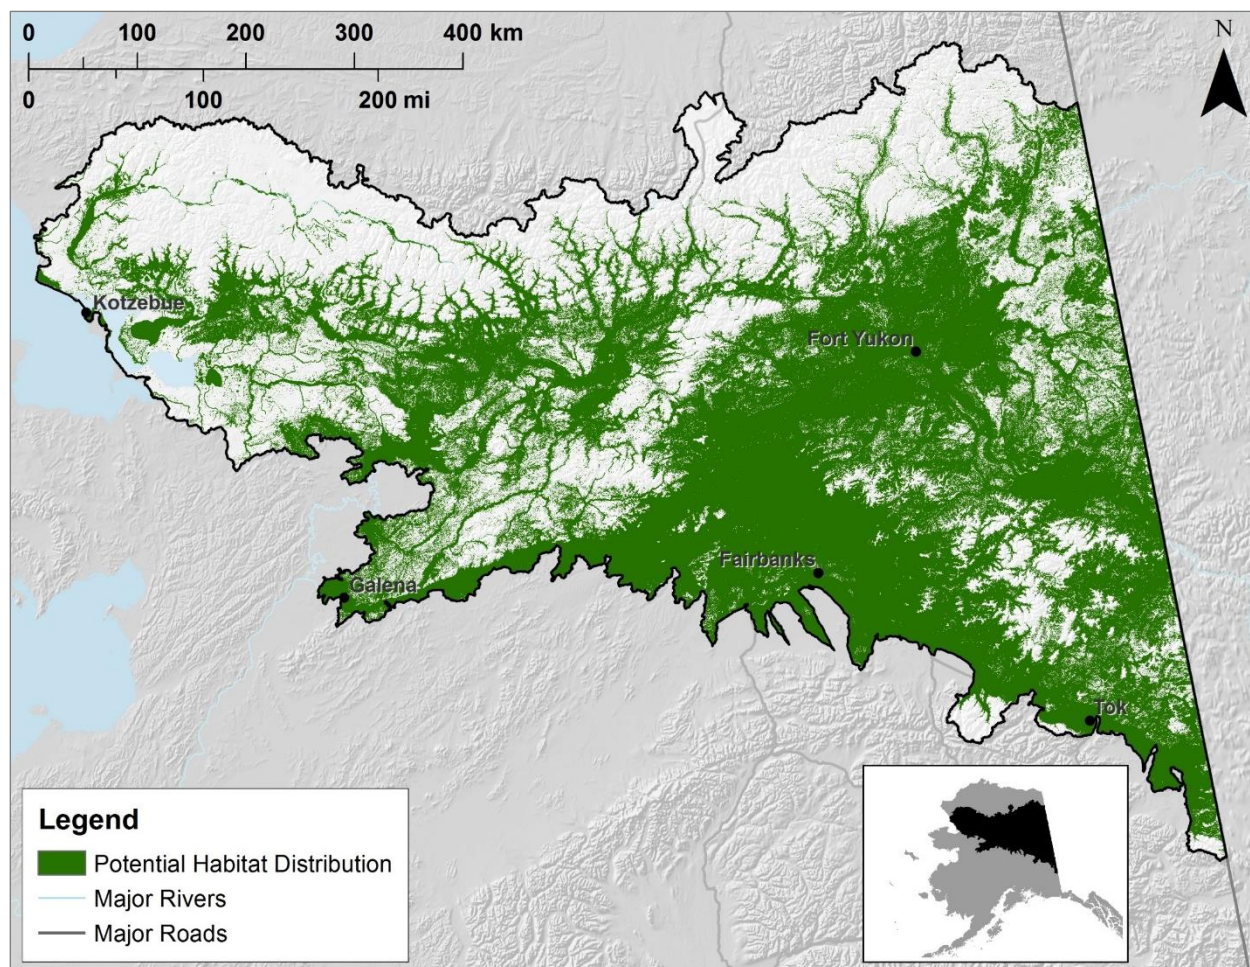 0 100 200 300 400 km
0 100 200 mi
N
Kotzebue
Fort Yukon
Fairbanks
Galena
Tok
Legend
Potential Habitat Distribution
Major Rivers
Major Roads